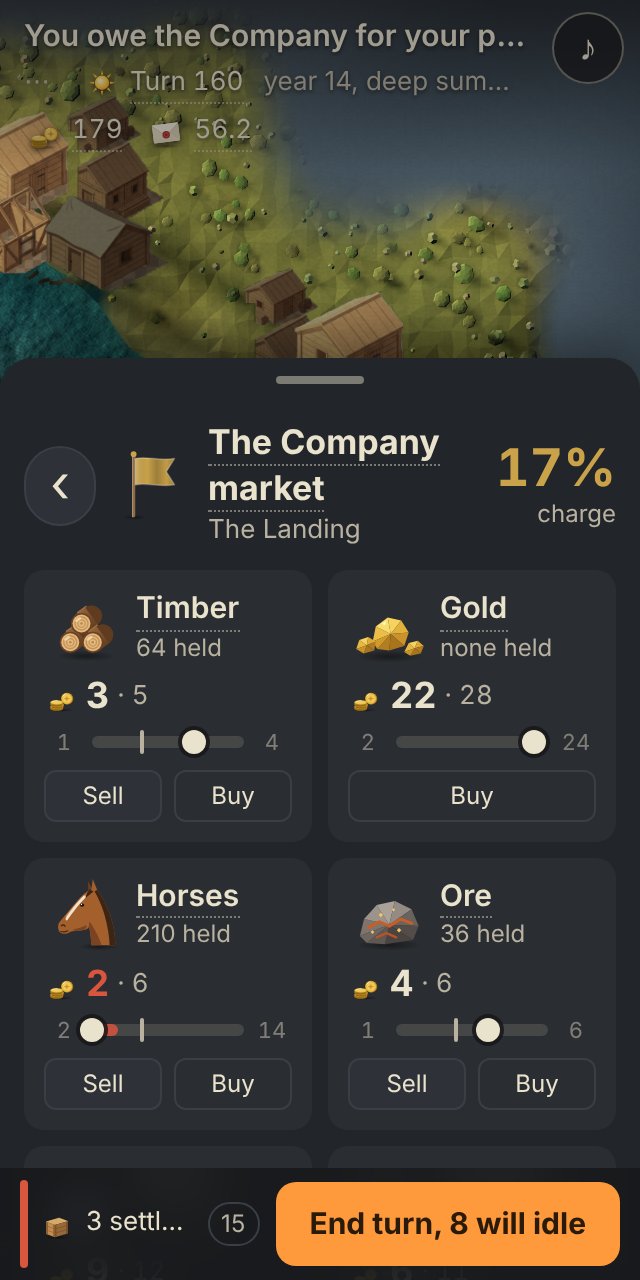 You owe the Company for your p...
... Turn 160 year 14, deep sum...
179 56.2
The Company
market
The Landing
17%
charge
Timber
64 held
3 · 5
1 4
Sell Buy
Gold
none held
22 · 28
2 24
Buy
Horses
210 held
2 · 6
2 14
Sell Buy
Ore
36 held
4 · 6
1 6
Sell Buy
3 settl... 15
End turn, 8 will idle
9 · 12